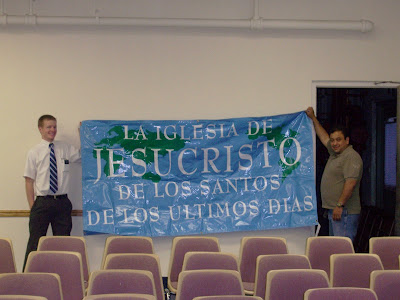 LA IGLESIA DE
JESUCRISTO
DE LOS SANTOS
DE LOS ULTIMOS DIAS